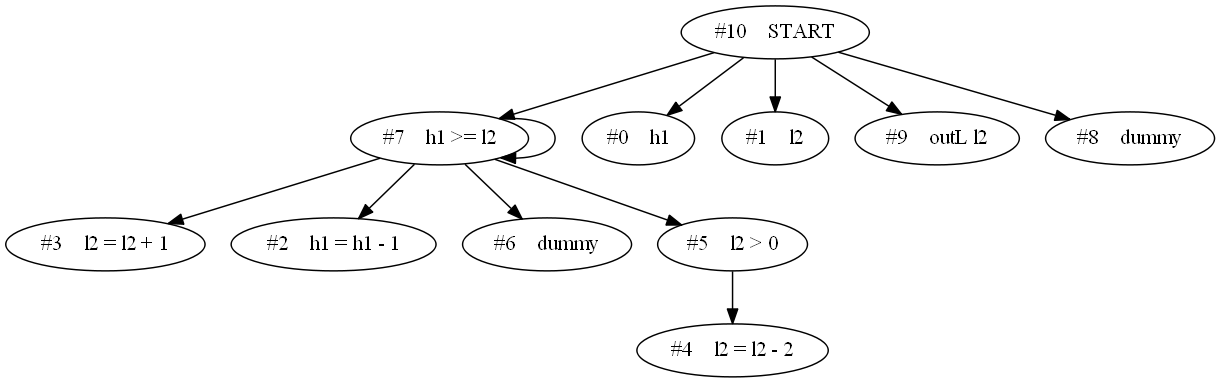 #10 START
#7 h1 >= l2
#0 h1
#1 l2
#9 outL l2
#8 dummy
#3 l2 = l2 + 1
#2 h1 = h1 - 1
#6 dummy
#5 l2 > 0
#4 l2 = l2 - 2